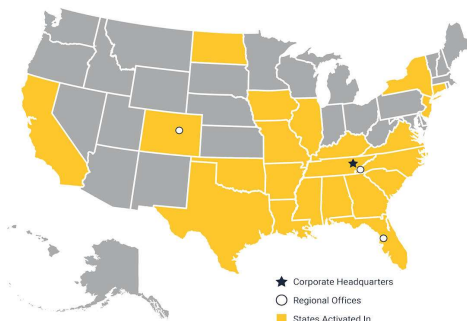 Corporate Headquarters
Regional Offices
States Activated In